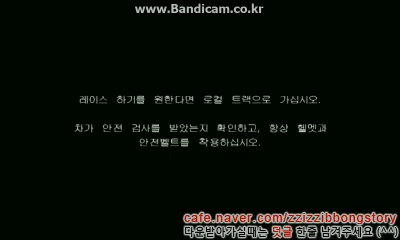 www.Bandicam.co.kr
레이스 하기를 원한다면 로컬 트랙으로 가십시오.
차가 안전 검사를 받았는지 확인하고, 항상 헬멧과
안전벨트를 착용하십시오.
cafe.naver.com/zzizzibbongstory
다운받아가실때는 댓글 한줄 남겨주세요 (^^)